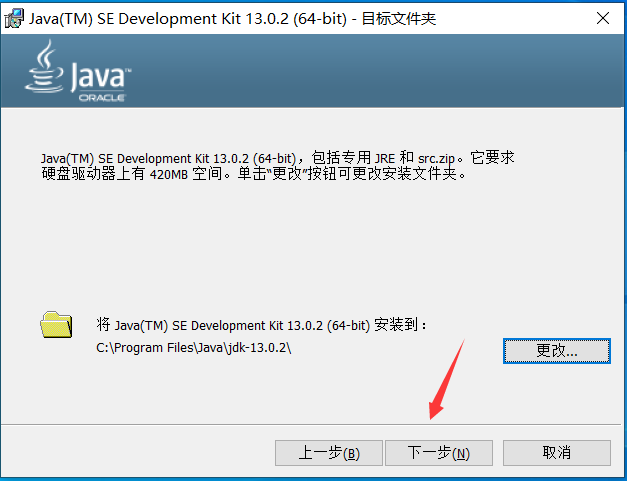 Java(TM) SE Development Kit 13.0.2 (64-bit) - 目标文件夹
Java™
ORACLE
Java(TM) SE Development Kit 13.0.2 (64-bit)，包括专用 JRE 和 src.zip。它要求
硬盘驱动器上有 420MB 空间。单击“更改”按钮可更改安装文件夹。
将 Java(TM) SE Development Kit 13.0.2 (64-bit) 安装到：
C:\Program Files\Java\jdk-13.0.2\
更改...
上一步(B) 下一步(N) 取消